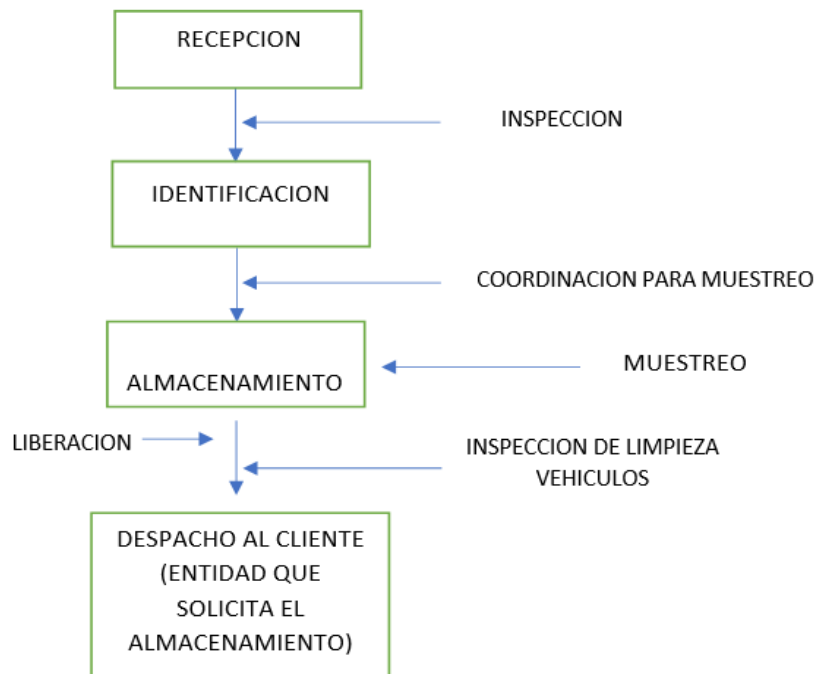 RECEPCION
INSPECCION
IDENTIFICACION
COORDINACION PARA MUESTREO
ALMACENAMIENTO
MUESTREO
LIBERACION
INSPECCION DE LIMPIEZA
VEHICULOS
DESPACHO AL CLIENTE
(ENTIDAD QUE
SOLICITA EL
ALMACENAMIENTO)